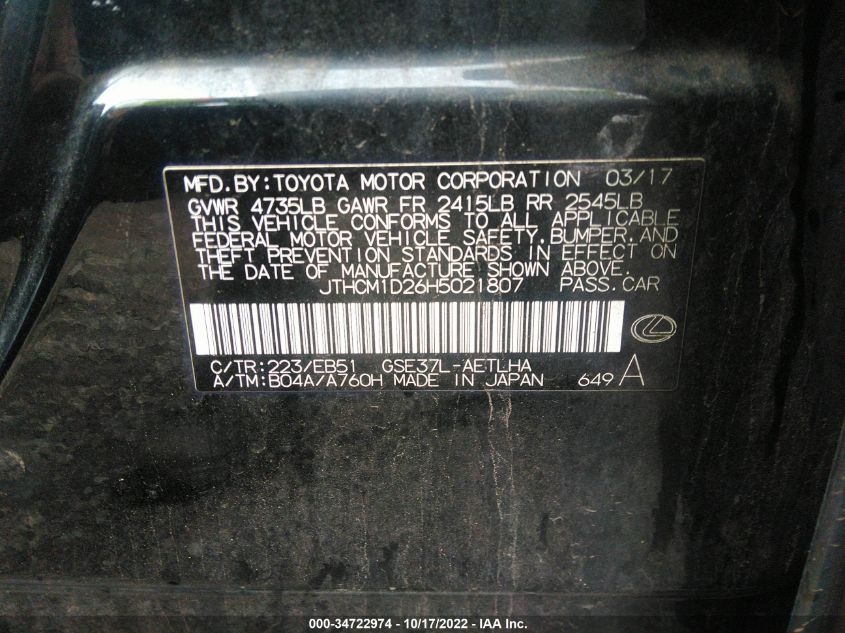 MFD.BY:TOYOTA MOTOR CORPORATION 03/17
GVWR 4735LB GAWR FR 2415LB RR 2545LB
THIS VEHICLE CONFORMS TO ALL APPLICABLE
FEDERAL MOTOR VEHICLE SAFETY,BUMPER,AND
THEFT PREVENTION STANDARDS IN EFFECT ON
THE DATE OF MANUFACTURE SHOWN ABOVE.
JTHCM1D26H5021807 PASS.CAR
C/TR:223/EB51 GSE37L-AETLHA
A/TM:B04A/A760H MADE IN JAPAN 649 A
000-34722974 - 10/17/2022 - IAA Inc.